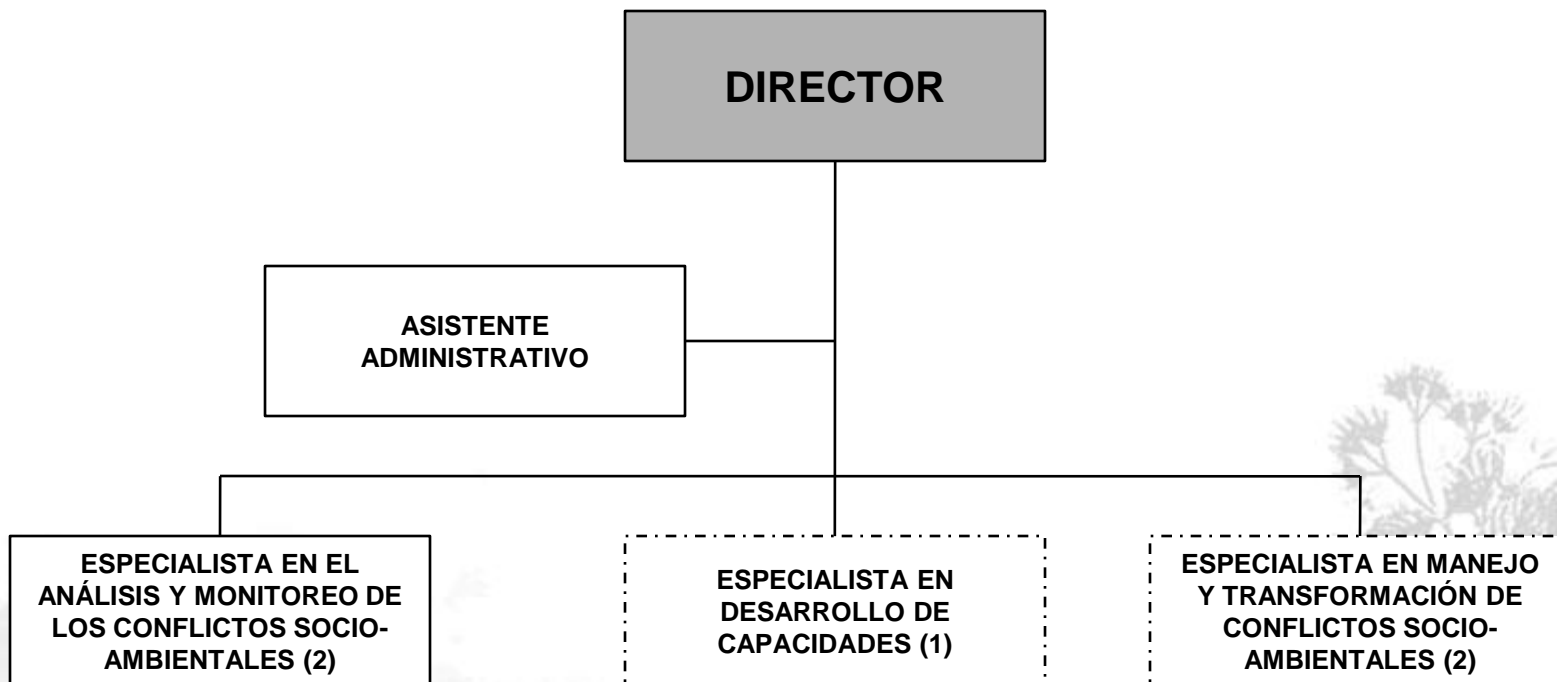 DIRECTOR
ASISTENTE
ADMINISTRATIVO
ESPECIALISTA EN EL
ANÁLISIS Y MONITOREO DE
LOS CONFLICTOS SOCIO-
AMBIENTALES (2)
ESPECIALISTA EN
DESARROLLO DE
CAPACIDADES (1)
ESPECIALISTA EN MANEJO
Y TRANSFORMACIÓN DE
CONFLICTOS SOCIO-
AMBIENTALES (2)